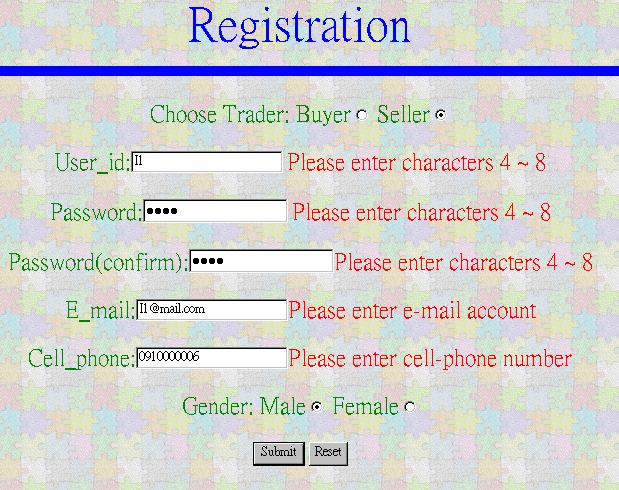 Registration
Choose Trader: Buyer Seller
User_id: I1 Please enter characters 4 ~ 8
Password: •••• Please enter characters 4 ~ 8
Password(confirm): •••• Please enter characters 4 ~ 8
E_mail: I1@mail.com Please enter e-mail account
Cell_phone: 0910000006 Please enter cell-phone number
Gender: Male Female
Submit Reset